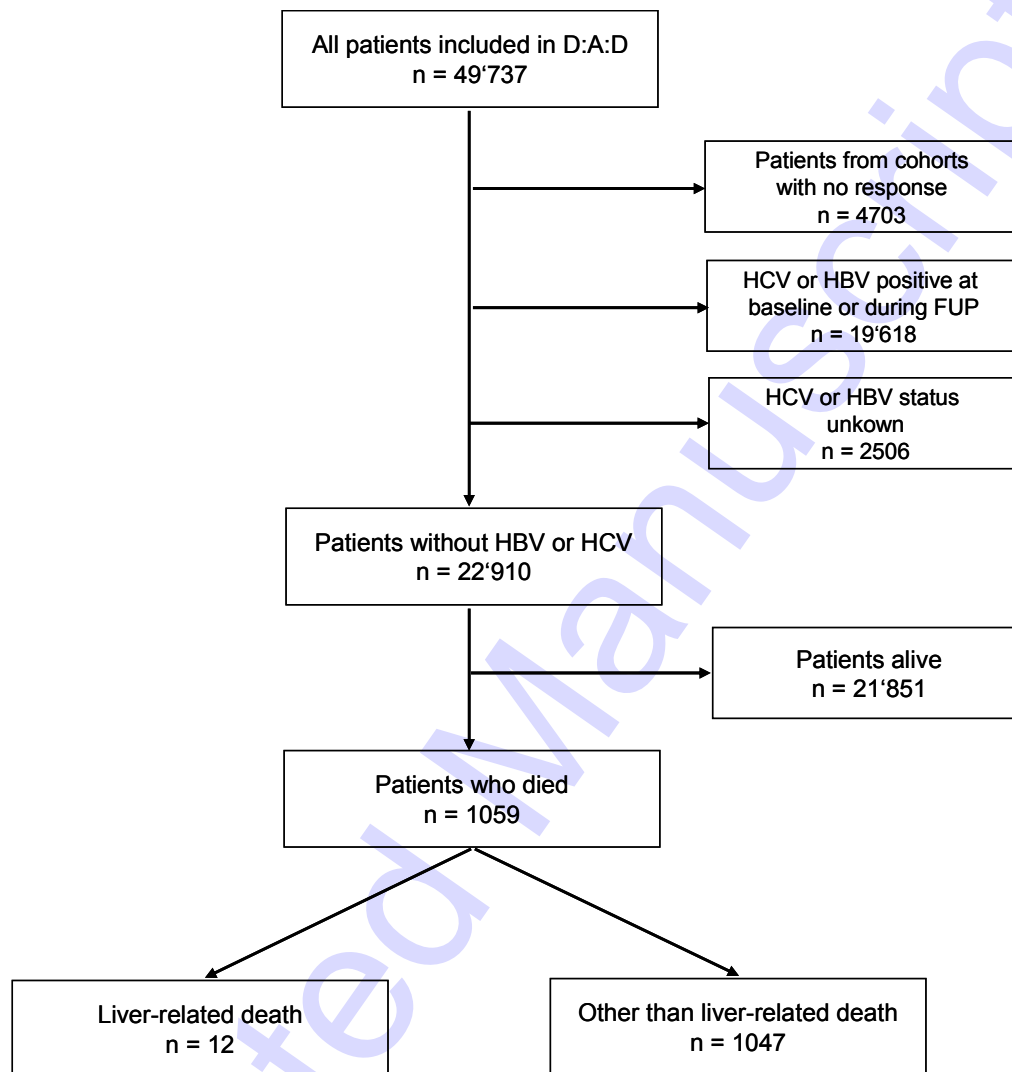 All patients included in D:A:D
n = 49‘737
Patients from cohorts
with no response
n = 4703
HCV or HBV positive at
baseline or during FUP
n = 19‘618
HCV or HBV status
unkown
n = 2506
Patients without HBV or HCV
n = 22‘910
Patients alive
n = 21‘851
Patients who died
n = 1059
Liver-related death
n = 12
Other than liver-related death
n = 1047
ted Manuscript